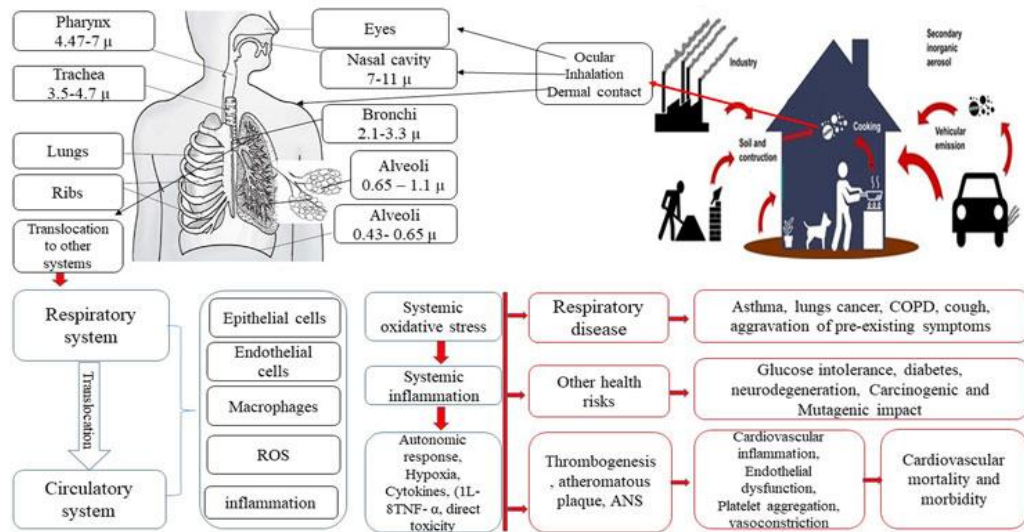 Pharynx
4.47-7 μ
Trachea
3.5-4.7 μ
Lungs
Ribs
Translocation
to other
systems
Eyes
Nasal cavity
7-11 μ
Bronchi
2.1-3.3 μ
Alveoli
0.65 – 1.1 μ
Alveoli
0.43- 0.65 μ
Ocular
Inhalation
Dermal contact
Industry
Secondary
inorganic
aerosol
Cooking
Soil and
contruction
Vehicular
emission
Respiratory
system
Translocation
Circulatory
system
Epithelial cells
Endothelial
cells
Macrophages
ROS
inflammation
Systemic
oxidative stress
Systemic
inflammation
Autonomic
response,
Hypoxia,
Cytokines, (1L-
8TNF- α, direct
toxicity
Respiratory
disease
Other health
risks
Thrombogenesis
, atheromatous
plaque, ANS
Asthma, lungs cancer, COPD, cough,
aggravation of pre-existing symptoms
Glucose intolerance, diabetes,
neurodegeneration, Carcinogenic and
Mutagenic impact
Cardiovascular
inflammation,
Endothelial
dysfunction,
Platelet aggregation,
vasoconstriction
Cardiovascular
mortality and
morbidity